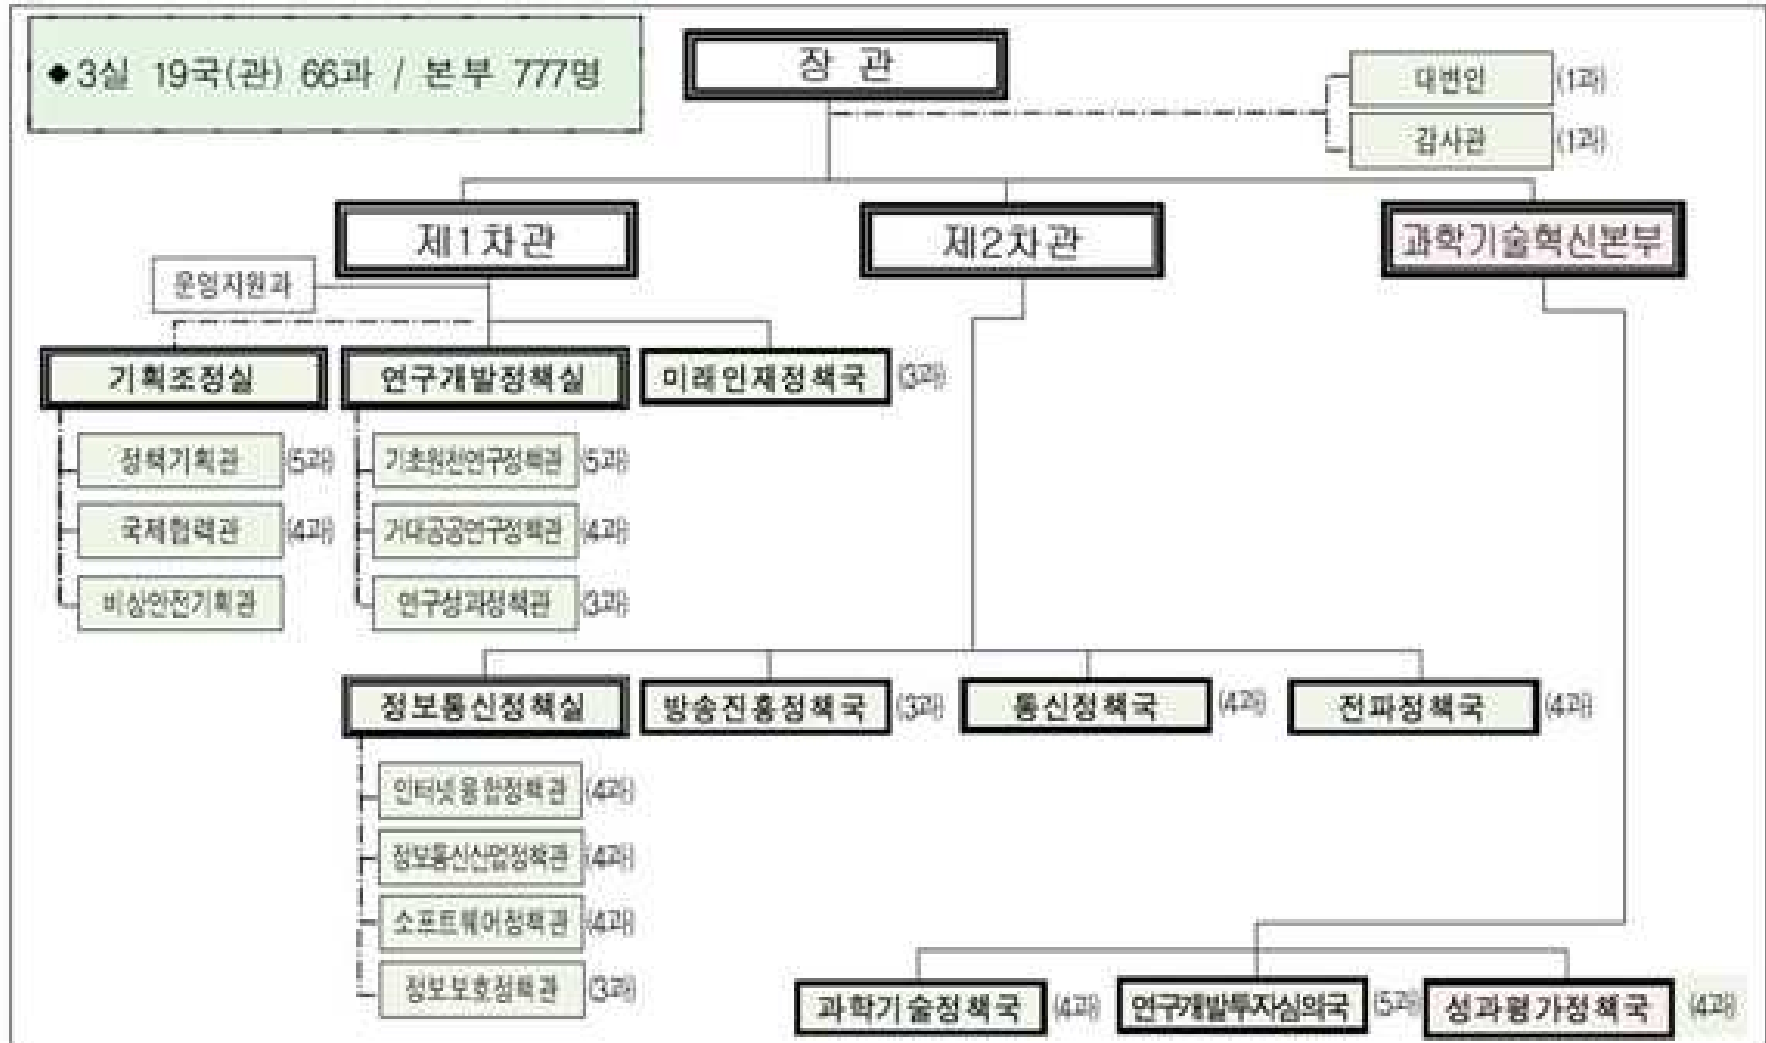 ◆3실 19국(관) 66과 / 본부 777명
장 관
대변인 (1과)
감사관 (1과)
제1차관
제2차관
과학기술혁신본부
운영지원과
기획조정실
연구개발정책실
미래인재정책국 (3과)
정책기획관 (5과)
기초원천연구정책관 (5과)
국제협력관 (4과)
거대공공연구정책관 (4과)
비상안전기획관
연구성과정책관 (3과)
정보통신정책실
방송진흥정책국 (3과)
통신정책국 (4과)
전파정책국 (4과)
인터넷융합정책관 (4과)
정보통신산업정책관 (4과)
소프트웨어정책관 (4과)
정보보호정책관 (3과)
과학기술정책국 (4과)
연구개발투자심의국 (5과)
성과평가정책국 (4과)